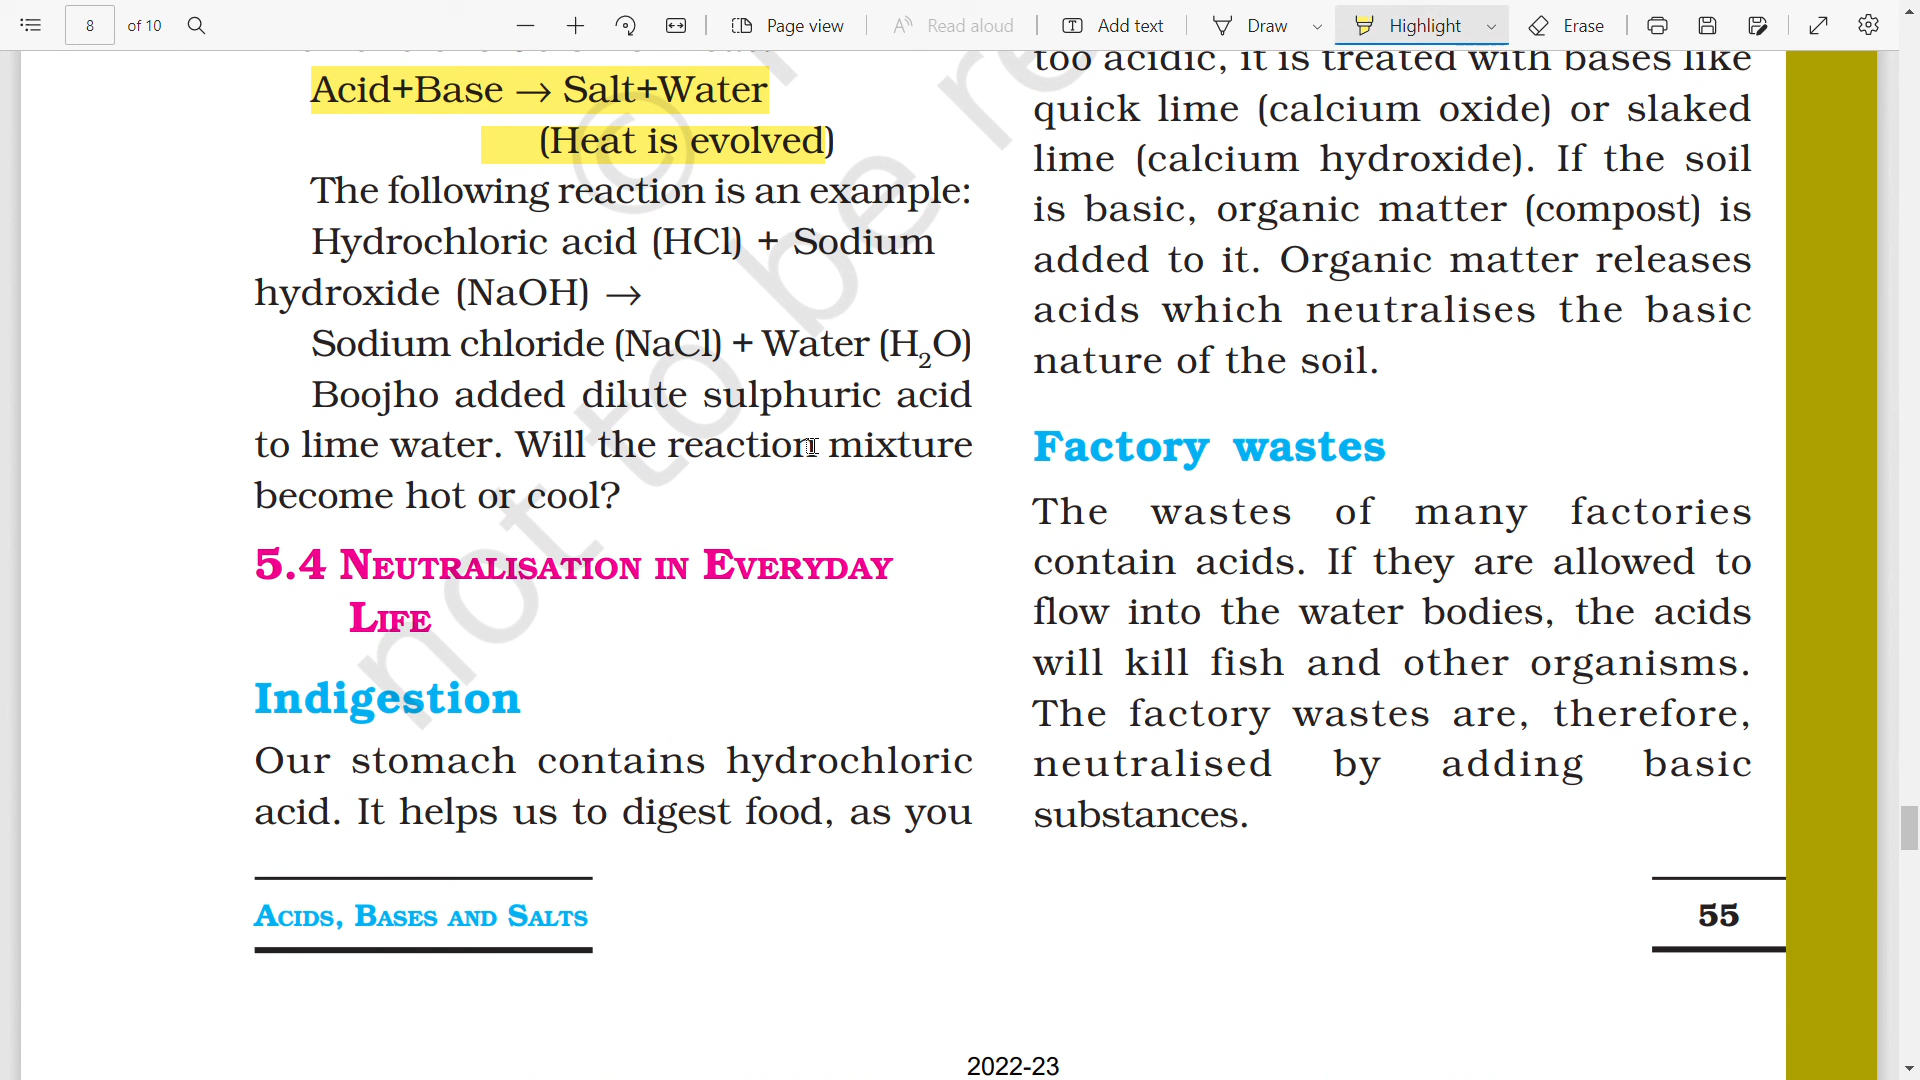 8 of 10 Page view Read aloud Add text Draw Highlight Erase
Acid+Base → Salt+Water
(Heat is evolved)
The following reaction is an example:
Hydrochloric acid (HCl) + Sodium
hydroxide (NaOH) →
Sodium chloride (NaCl) + Water (H₂O)
Boojho added dilute sulphuric acid
to lime water. Will the reaction mixture
become hot or cool?
5.4 NEUTRALISATION IN EVERYDAY
LIFE
Indigestion
Our stomach contains hydrochloric
acid. It helps us to digest food, as you
too acidic, it is treated with bases like
quick lime (calcium oxide) or slaked
lime (calcium hydroxide). If the soil
is basic, organic matter (compost) is
added to it. Organic matter releases
acids which neutralises the basic
nature of the soil.
Factory wastes
The wastes of many factories
contain acids. If they are allowed to
flow into the water bodies, the acids
will kill fish and other organisms.
The factory wastes are, therefore,
neutralised by adding basic
substances.
ACIDS, BASES AND SALTS
55
2022-23
© 
not to be re